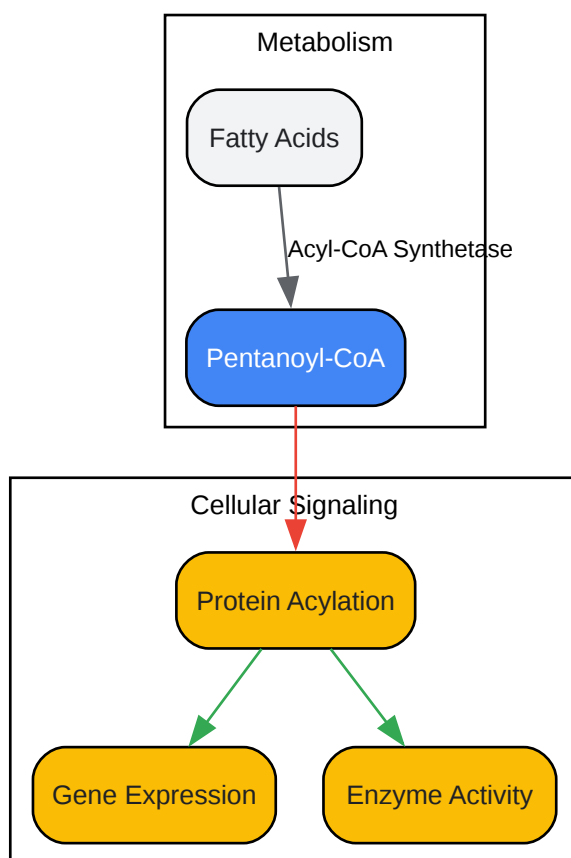 Metabolism
Fatty Acids
Acyl-CoA Synthetase
Pentanoyl-CoA
Cellular Signaling
Protein Acylation
Gene Expression
Enzyme Activity